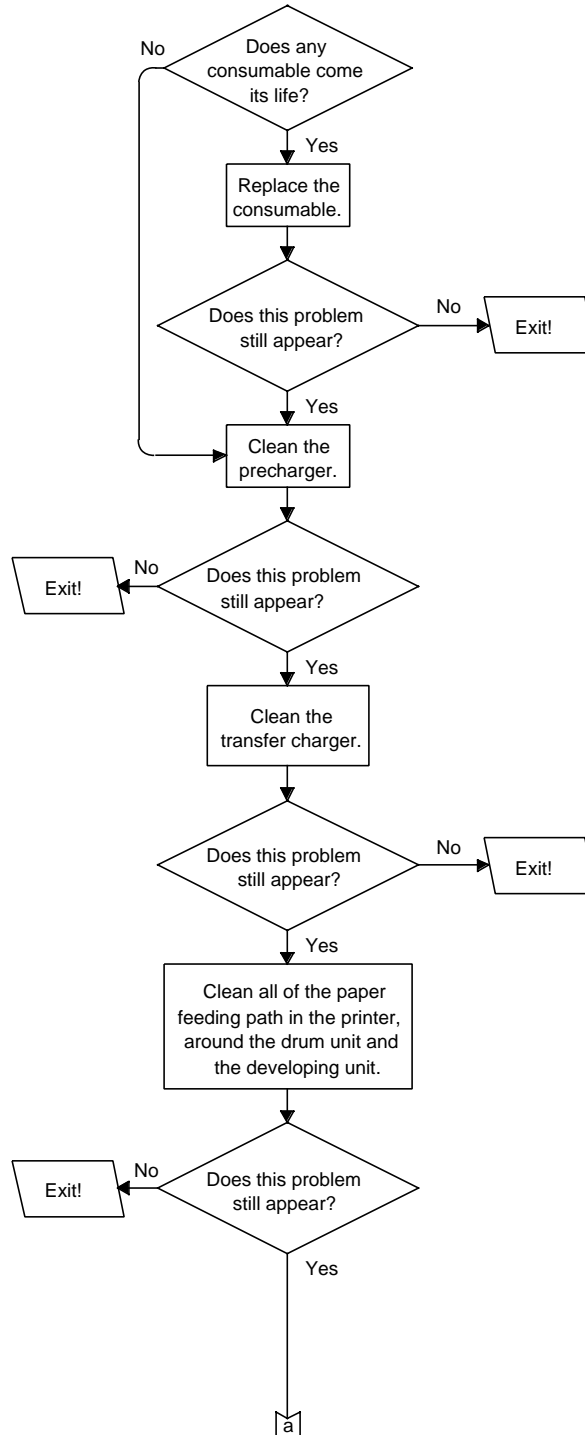 No
Does any
consumable come
its life?
Yes
Replace the
consumable.
Does this problem
still appear?
No
Exit!
Yes
Clean the
precharger.
Does this problem
still appear?
No
Exit!
Yes
Clean the
transfer charger.
Does this problem
still appear?
No
Exit!
Yes
Clean all of the paper
feeding path in the printer,
around the drum unit and
the developing unit.
Does this problem
still appear?
No
Exit!
Yes
a